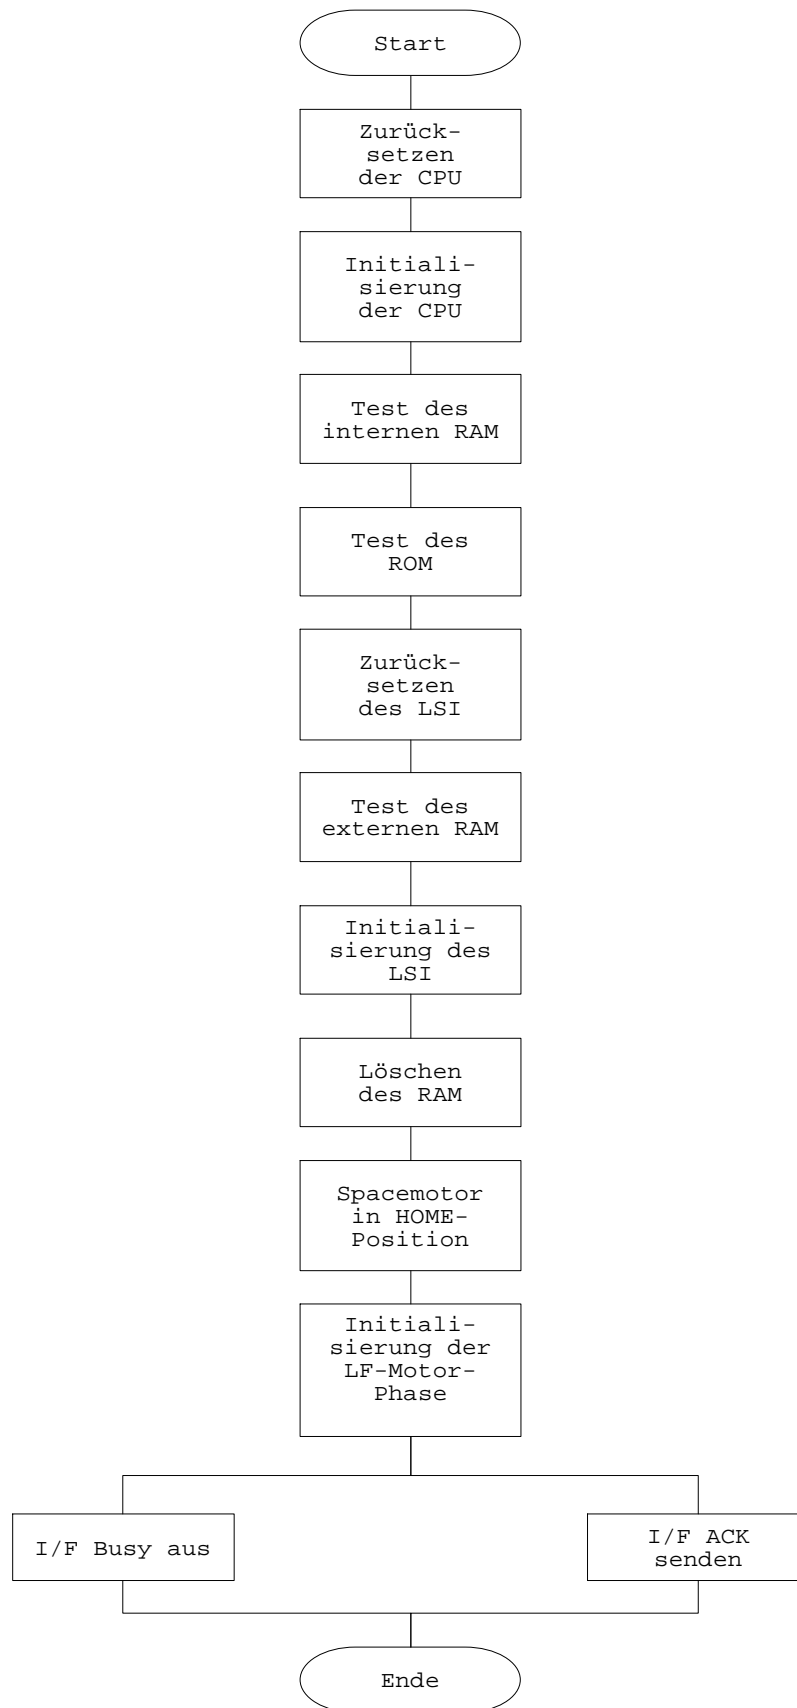 Start
Zurück-
setzen
der CPU
Initiali-
sierung
der CPU
Test des
internen RAM
Test des
ROM
Zurück-
setzen
des LSI
Test des
externen RAM
Initiali-
sierung des
LSI
Löschen
des RAM
Spacemotor
in HOME-
Position
Initiali-
sierung der
LF-Motor-
Phase
I/F Busy aus
I/F ACK
senden
Ende